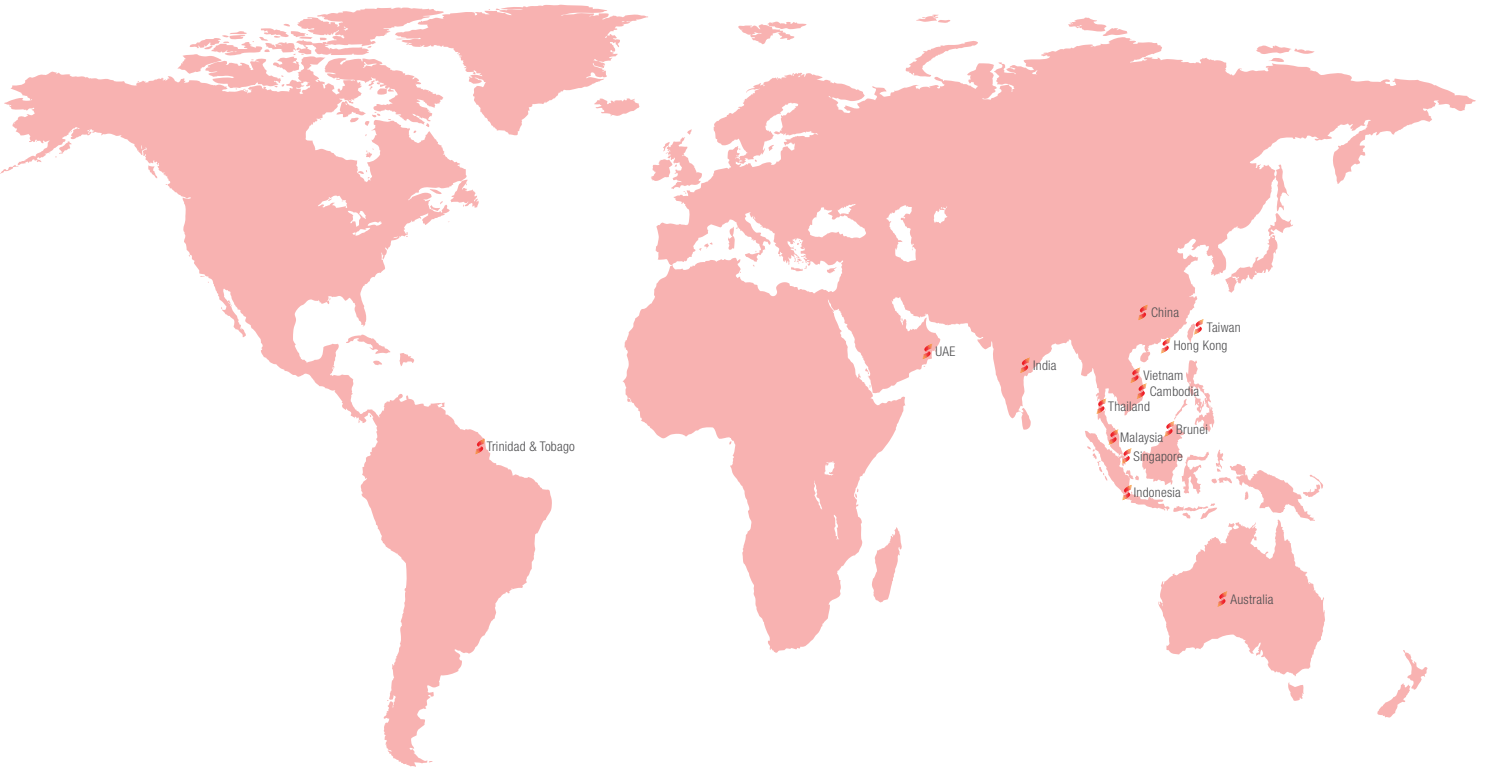 China
Taiwan
Hong Kong
UAE
India
Vietnam
Cambodia
Thailand
Brunei
Malaysia
Trinidad & Tobago
Singapore
Indonesia
Australia